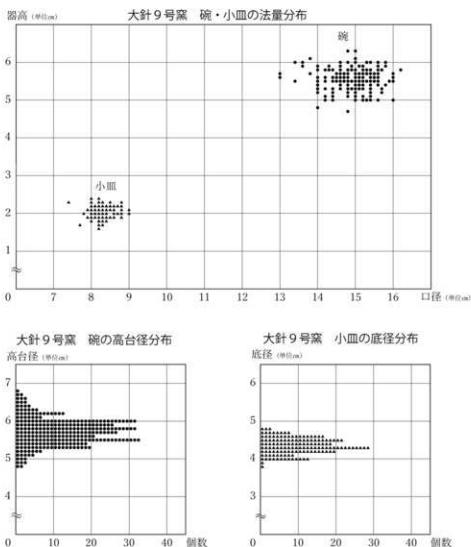 大針９号窯　碗・小皿の法量分布
器高（単位㎝）
碗
6
5
4
3
小皿
2
1
0 7 8 9 10 11 12 13 14 15 16 口径（単位㎝）
大針９号窯　碗の高台径分布
高台径（単位㎝）
7
6
5
4
0 10 20 30 40 個数
大針９号窯　小皿の底径分布
底径（単位㎝）
6
5
4
3
0 10 20 30 40 個数